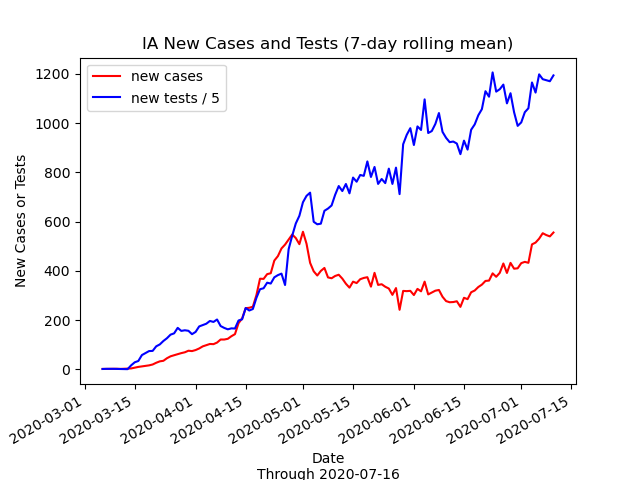 IA New Cases and Tests (7-day rolling mean)
new cases
new tests / 5
New Cases or Tests
1200
1000
800
600
400
200
0
2020-03-01
2020-03-15
2020-04-01
2020-04-15
2020-05-01
2020-05-15
2020-06-01
2020-06-15
2020-07-01
2020-07-15
Date
Through 2020-07-16